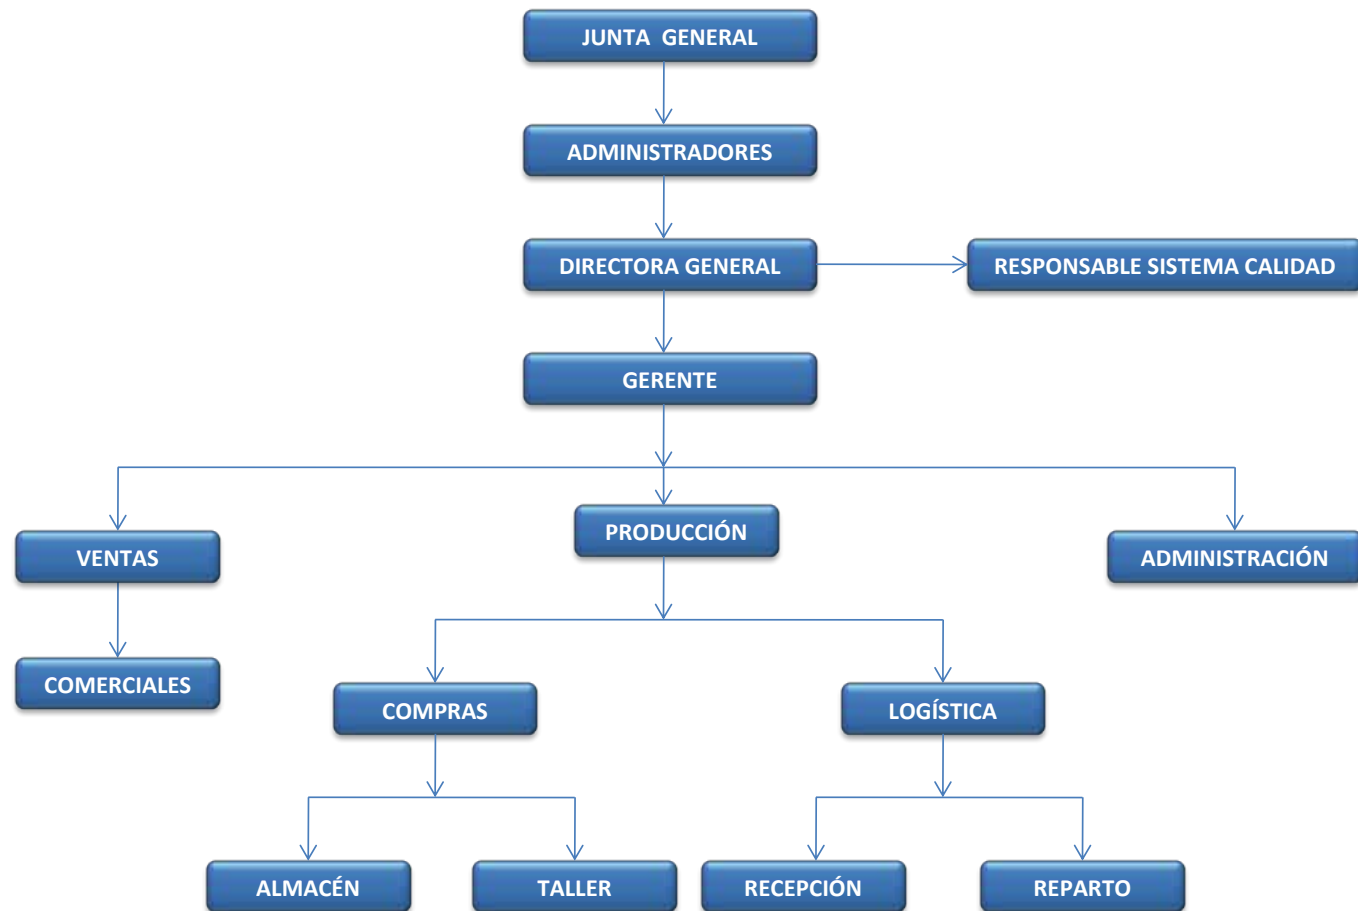 JUNTA GENERAL
ADMINISTRADORES
DIRECTORA GENERAL
RESPONSABLE SISTEMA CALIDAD
GERENTE
VENTAS
PRODUCCIÓN
ADMINISTRACIÓN
COMERCIALES
COMPRAS
LOGÍSTICA
ALMACÉN
TALLER
RECEPCIÓN
REPARTO